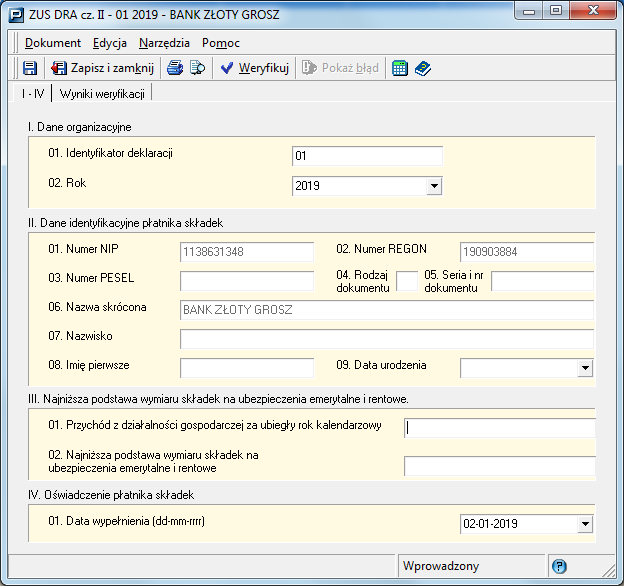 ZUS DRA cz. II - 01 2019 - BANK ZŁOTY GROSZ
Dokument Edycja Narzędzia Pomoc
Zapisz i zamknij Weryfikuj Pokaż błąd
I - IV Wyniki weryfikacji
I. Dane organizacyjne
01. Identyfikator deklaracji 01
02. Rok 2019
II. Dane identyfikacyjne płatnika składek
01. Numer NIP 1138631348 02. Numer REGON 190903884
03. Numer PESEL 04. Rodzaj dokumentu 05. Seria i nr dokumentu
06. Nazwa skrócona BANK ZŁOTY GROSZ
07. Nazwisko
08. Imię pierwsze 09. Data urodzenia
III. Najniższa podstawa wymiaru składek na ubezpieczenia emerytalne i rentowe.
01. Przychód z działalności gospodarczej za ubiegły rok kalendarzowy
02. Najniższa podstawa wymiaru składek na
ubezpieczenia emerytalne i rentowe
IV. Oświadczenie płatnika składek
01. Data wypełnienia (dd-mm-rrrr) 02-01-2019
Wprowadzony